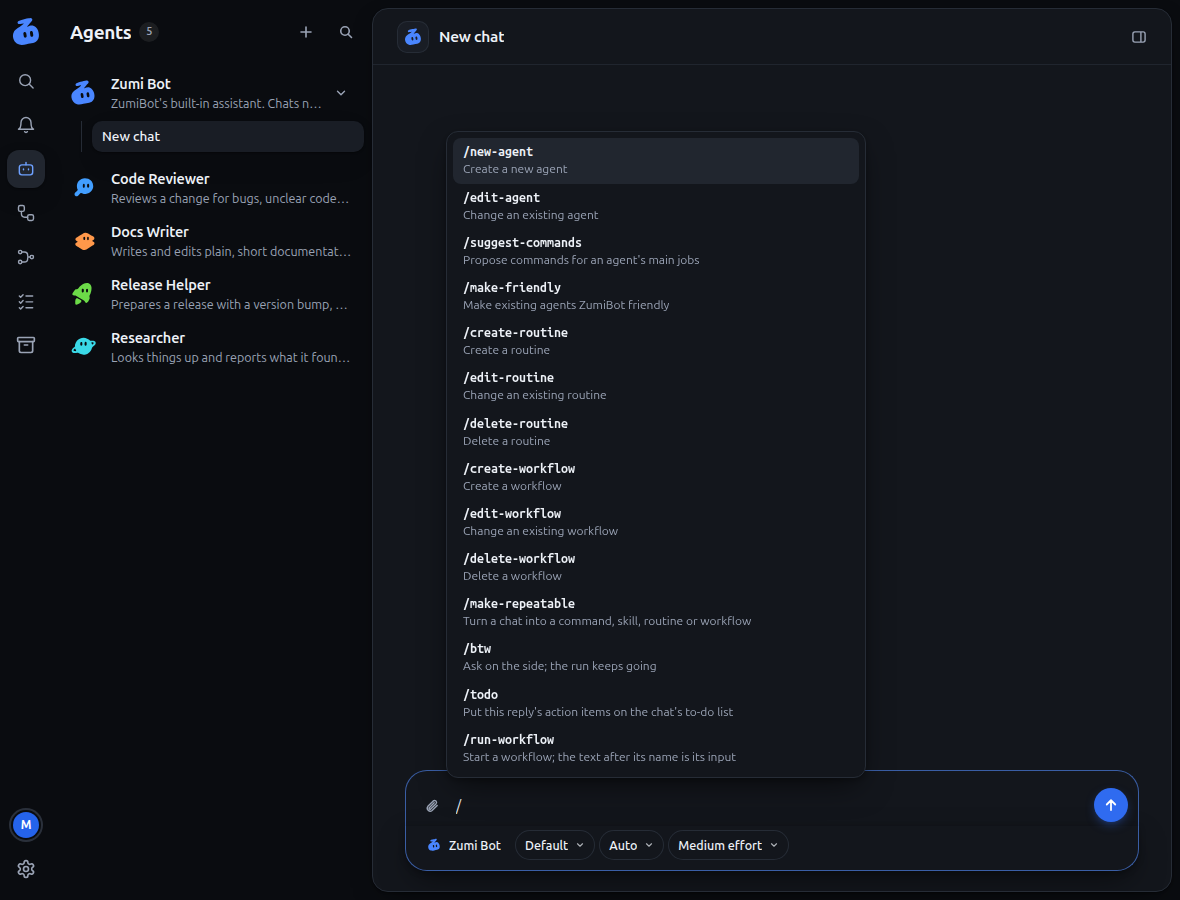 Agents 5
Zumi Bot
ZumiBot's built-in assistant. Chats n…
New chat
Code Reviewer
Reviews a change for bugs, unclear code…
Docs Writer
Writes and edits plain, short documentat…
Release Helper
Prepares a release with a version bump, …
Researcher
Looks things up and reports what it foun…
M
New chat
/new-agent
Create a new agent
/edit-agent
Change an existing agent
/suggest-commands
Propose commands for an agent's main jobs
/make-friendly
Make existing agents ZumiBot friendly
/create-routine
Create a routine
/edit-routine
Change an existing routine
/delete-routine
Delete a routine
/create-workflow
Create a workflow
/edit-workflow
Change an existing workflow
/delete-workflow
Delete a workflow
/make-repeatable
Turn a chat into a command, skill, routine or workflow
/btw
Ask on the side; the run keeps going
/todo
Put this reply's action items on the chat's to-do list
/run-workflow
Start a workflow; the text after its name is its input
/
Zumi Bot Default Auto Medium effort